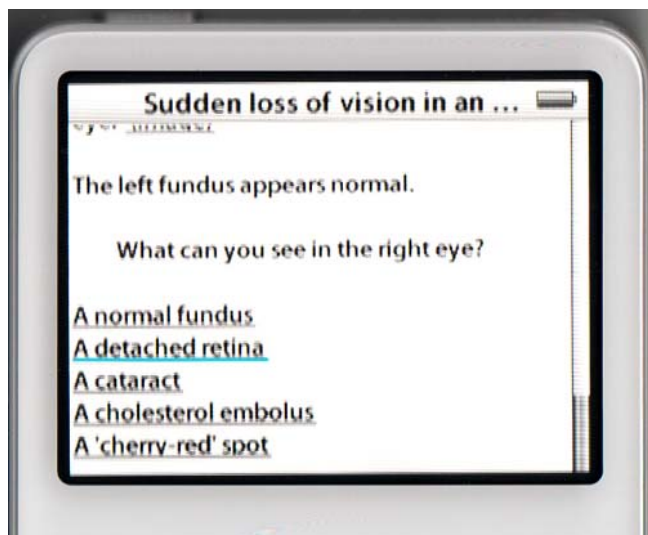 Sudden loss of vision in an ...
The left fundus appears normal.
What can you see in the right eye?
A normal fundus
A detached retina
A cataract
A cholesterol embolus
A 'cherry-red' spot